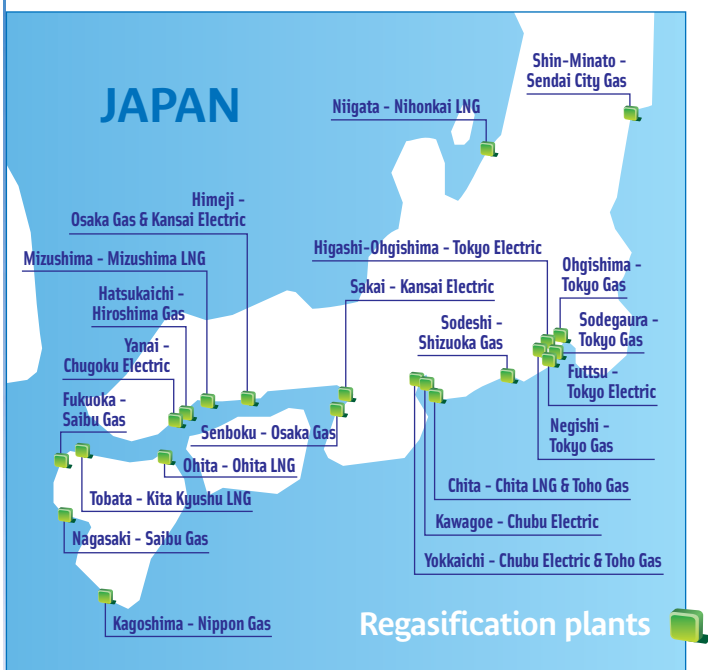 Shin-Minato -
Sendai City Gas
JAPAN
Niigata - Nihonkai LNG
Himeji -
Osaka Gas & Kansai Electric
Mizushima - Mizushima LNG
Higashi-Ohgishima - Tokyo Electric
Ohgishima -
Tokyo Gas
Hatsukaichi -
Hiroshima Gas
Sakai - Kansai Electric
Sodeshi -
Shizuoka Gas
Sodegaura -
Tokyo Gas
Yanai -
Chugoku Electric
Futtsu -
Tokyo Electric
Fukuoka -
Saibu Gas
Senboku - Osaka Gas
Negishi -
Tokyo Gas
Ohita - Ohita LNG
Chita - Chita LNG & Toho Gas
Tobata - Kita Kyushu LNG
Kawagoe - Chubu Electric
Nagasaki - Saibu Gas
Yokkaichi - Chubu Electric & Toho Gas
Kagoshima - Nippon Gas
Regasification plants